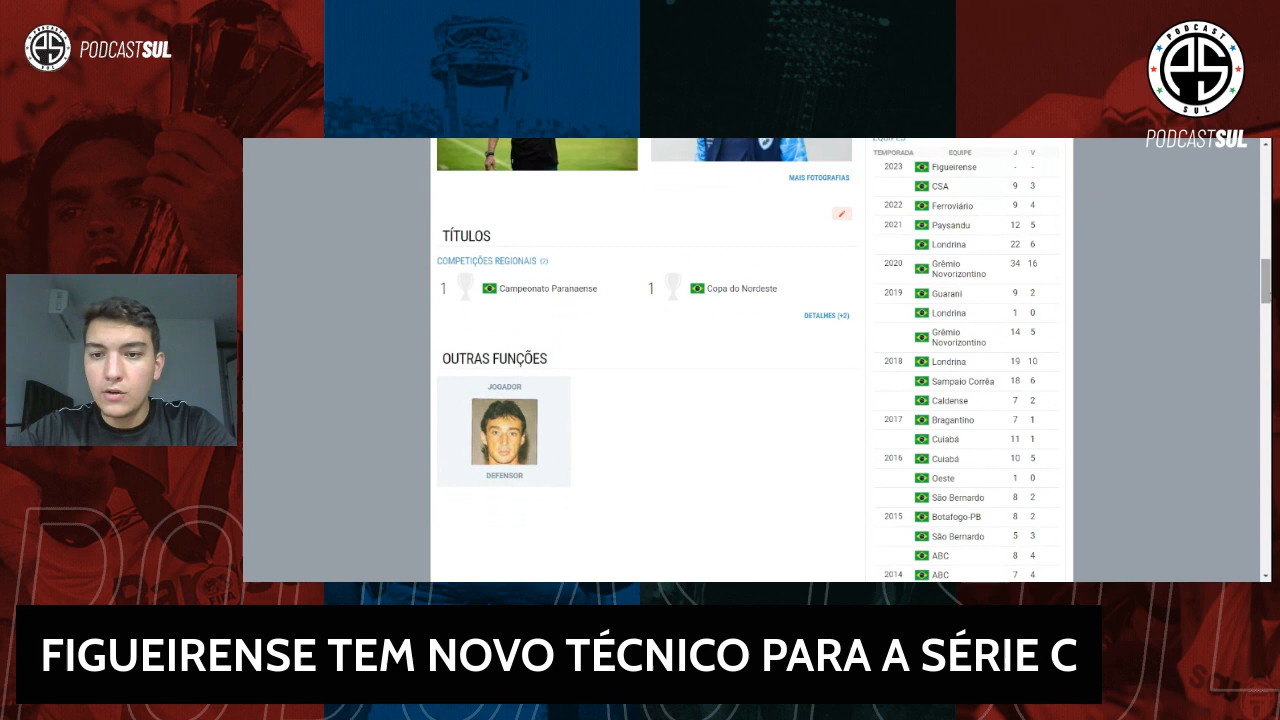 PODCASTSUL
PODCAST
PS
SUL
PODCASTSUL
MAIS FOTOGRAFIAS
TÍTULOS
COMPETIÇÕES REGIONAIS (2)
1 Campeonato Paranaense
1 Copa do Nordeste
DETALHES (+2)
OUTRAS FUNÇÕES
JOGADOR
DEFENSOR
EQUIPES
TEMPORADA EQUIPE J V
2023 Figueirense - -
CSA 9 3
2022 Ferroviário 9 4
2021 Paysandu 12 5
Londrina 22 6
2020 Grêmio Novorizontino 34 16
2019 Guarani 9 2
Londrina 1 0
Grêmio Novorizontino 14 5
2018 Londrina 19 10
Sampaio Corrêa 18 6
Caldense 7 2
2017 Bragantino 7 1
Cuiabá 11 1
2016 Cuiabá 10 5
Oeste 1 0
São Bernardo 8 2
2015 Botafogo-PB 8 2
São Bernardo 5 3
ABC 8 4
2014 ABC 7 4
FIGUEIRENSE TEM NOVO TÉCNICO PARA A SÉRIE C